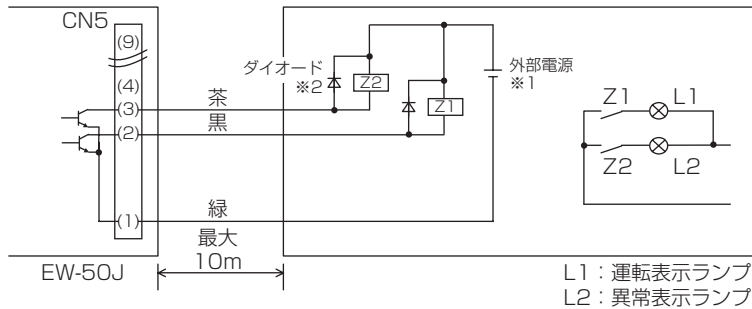 CN5
(9)
(4)
(3)
(2)
(1)
茶
黒
緑
最大
10m
EW-50J
ダイオード
※2
Z2
Z1
外部電源
※1
Z1
L1
Z2
L2
L1：運転表示ランプ
L2：異常表示ランプ